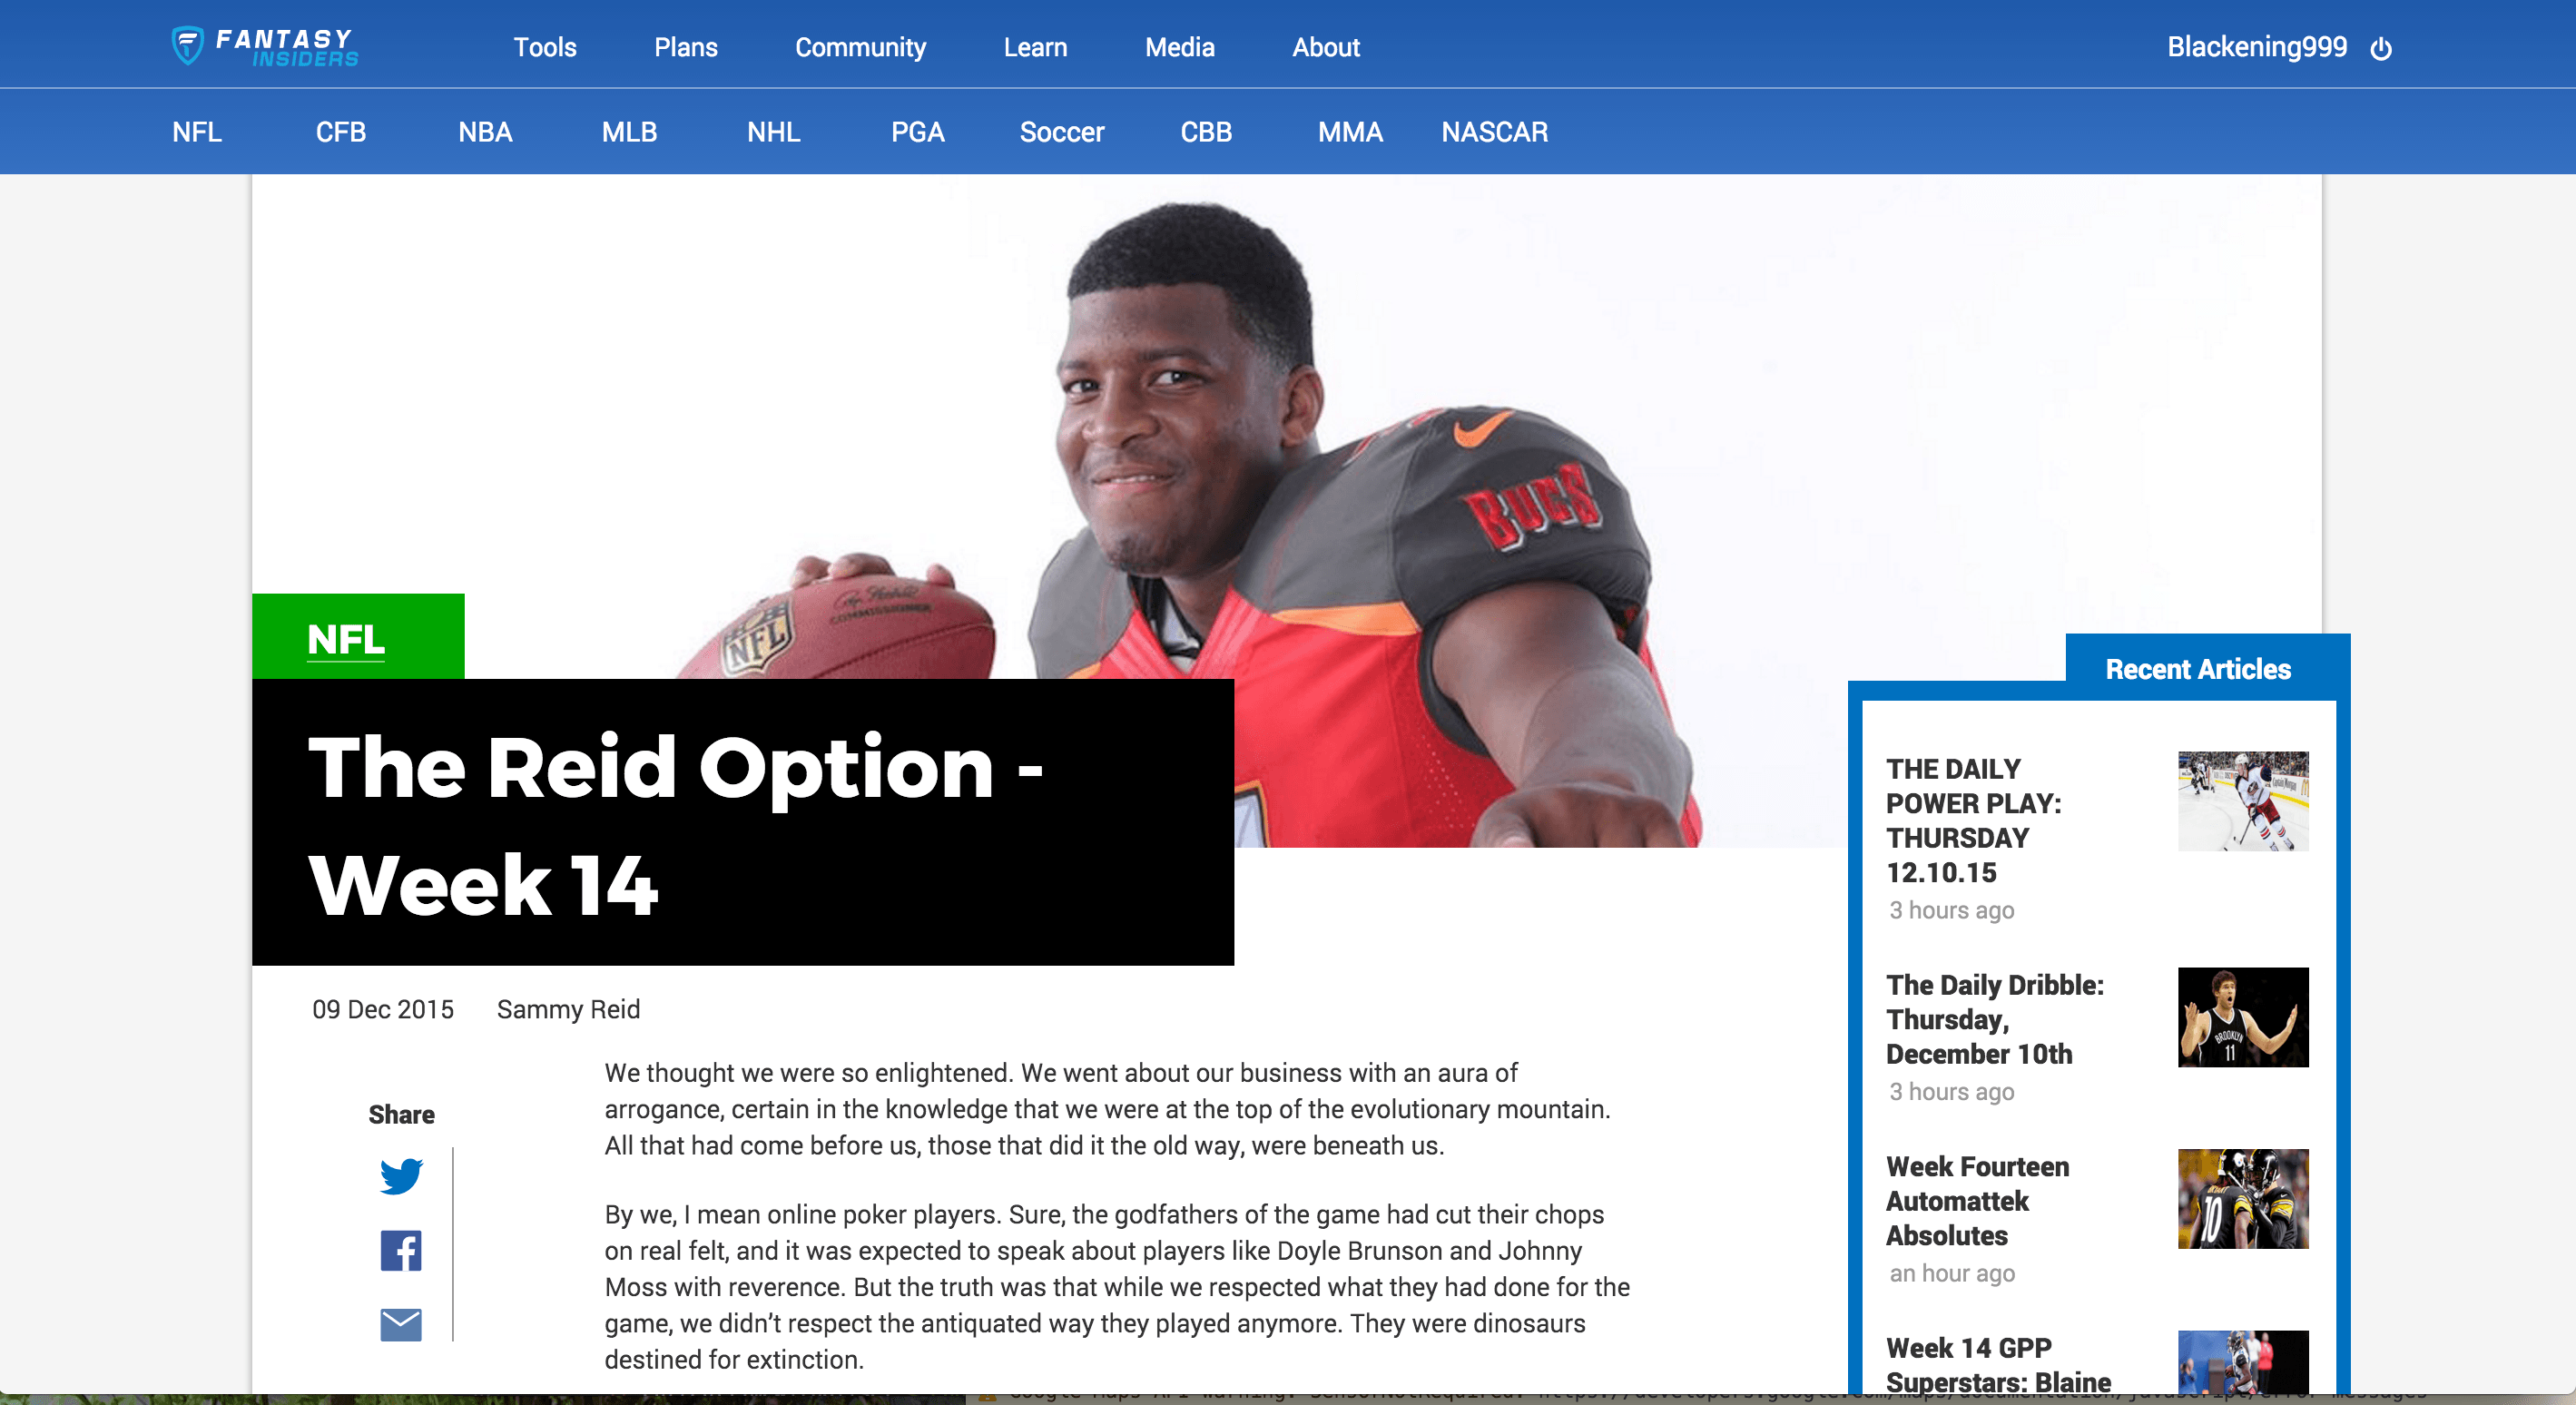 FANTASY
INSIDERS
Tools
Plans
Community
Learn
Media
About
Blackening999
NFL
CFB
NBA
MLB
NHL
PGA
Soccer
CBB
MMA
NASCAR
BUCS
COMMISSIONER
NFL
NFL
The Reid Option -
Week 14
09 Dec 2015
Sammy Reid
Share
We thought we were so enlightened. We went about our business with an aura of
arrogance, certain in the knowledge that we were at the top of the evolutionary mountain.
All that had come before us, those that did it the old way, were beneath us.
By we, I mean online poker players. Sure, the godfathers of the game had cut their chops
on real felt, and it was expected to speak about players like Doyle Brunson and Johnny
Moss with reverence. But the truth was that while we respected what they had done for the
game, we didn’t respect the antiquated way they played anymore. They were dinosaurs
destined for extinction.
Recent Articles
THE DAILY
POWER PLAY:
THURSDAY
12.10.15
3 hours ago
The Daily Dribble:
Thursday,
December 10th
3 hours ago
BROOKLYN
11
Week Fourteen
Automattek
Absolutes
an hour ago
10
Week 14 GPP
Superstars: Blaine